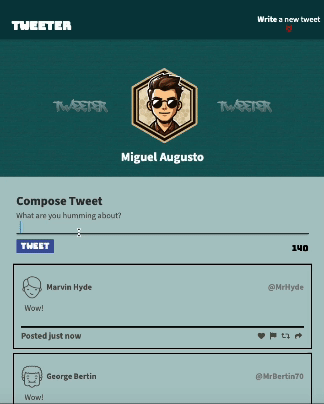 TWEETER
Write a new tweet
TWEETER
TWEETER
Miguel Augusto
Compose Tweet
What are you humming about?
TWEET
140
Marvin Hyde
@MrHyde
Wow!
Posted just now
George Bertin
@MrBertin70
Wow!